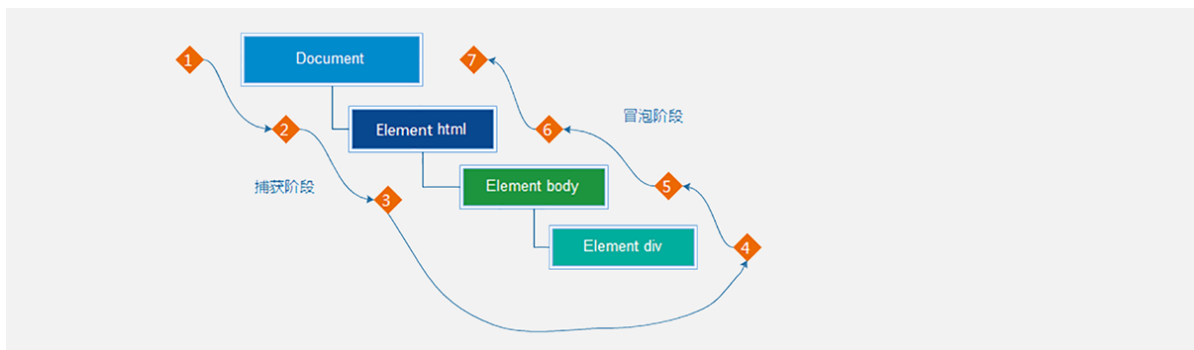 1
Document
7
2
Element html
6
冒泡阶段
捕获阶段
3
Element body
5
Element div
4